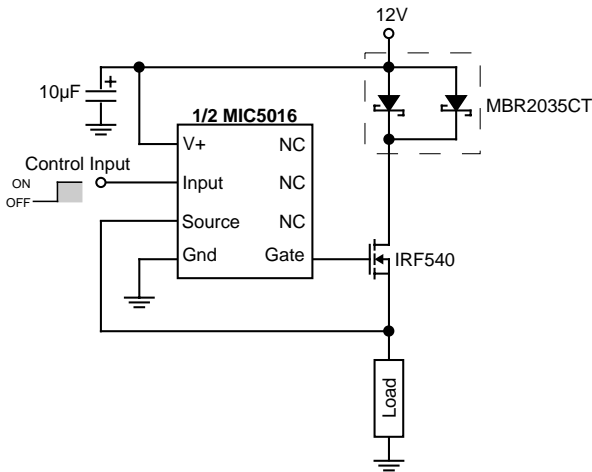 12V
10µF
+
MBR2035CT
1/2 MIC5016
V+ NC
Control Input
ON
OFF
Input NC
Source NC
Gnd Gate
IRF540
Load